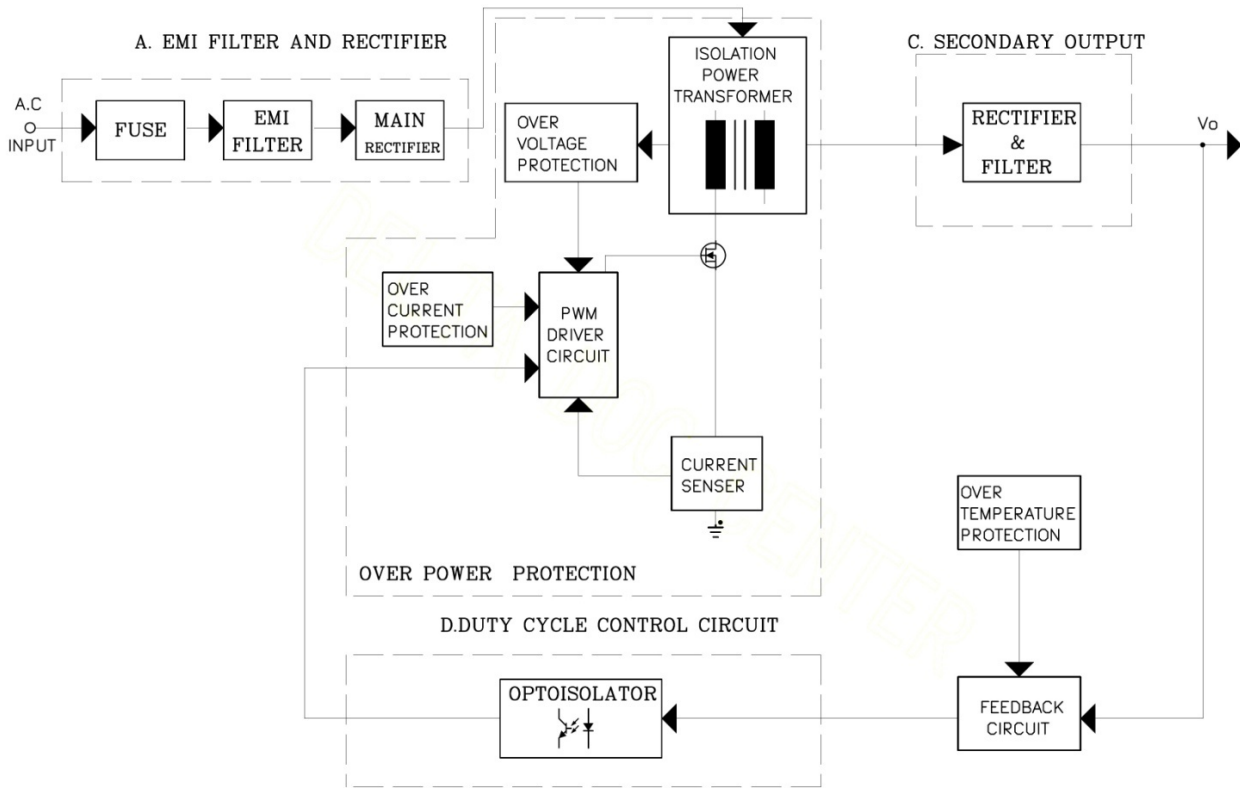 A. EMI FILTER AND RECTIFIER
A.C
INPUT
FUSE
EMI
FILTER
MAIN
RECTIFIER
ISOLATION
POWER
TRANSFORMER
OVER
VOLTAGE
PROTECTION
C. SECONDARY OUTPUT
RECTIFIER
&
FILTER
Vo
OVER
CURRENT
PROTECTION
PWM
DRIVER
CIRCUIT
CURRENT
SENSER
OVER POWER PROTECTION
OVER
TEMPERATURE
PROTECTION
D.DUTY CYCLE CONTROL CIRCUIT
OPTOISOLATOR
FEEDBACK
CIRCUIT